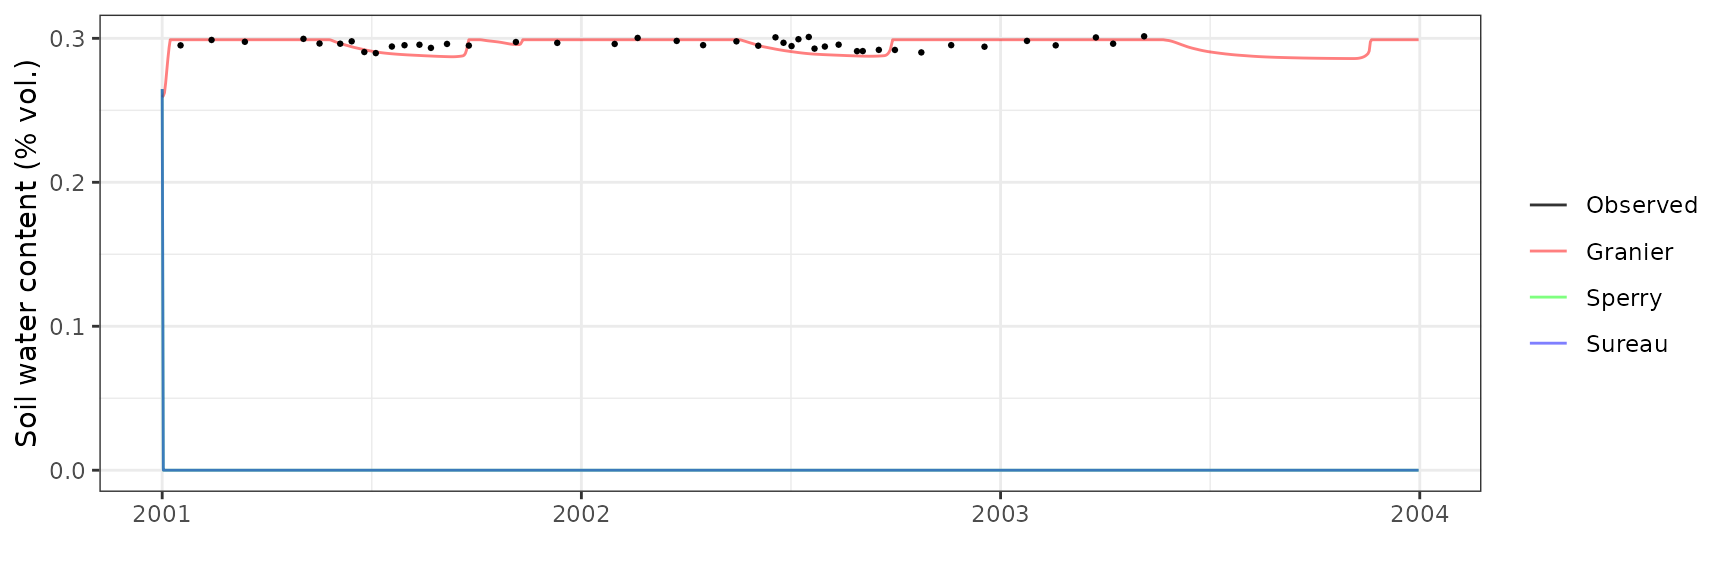 Soil water content (% vol.)
0.3
0.2
0.1
0.0
2001
2002
2003
2004
Observed
Granier
Sperry
Sureau